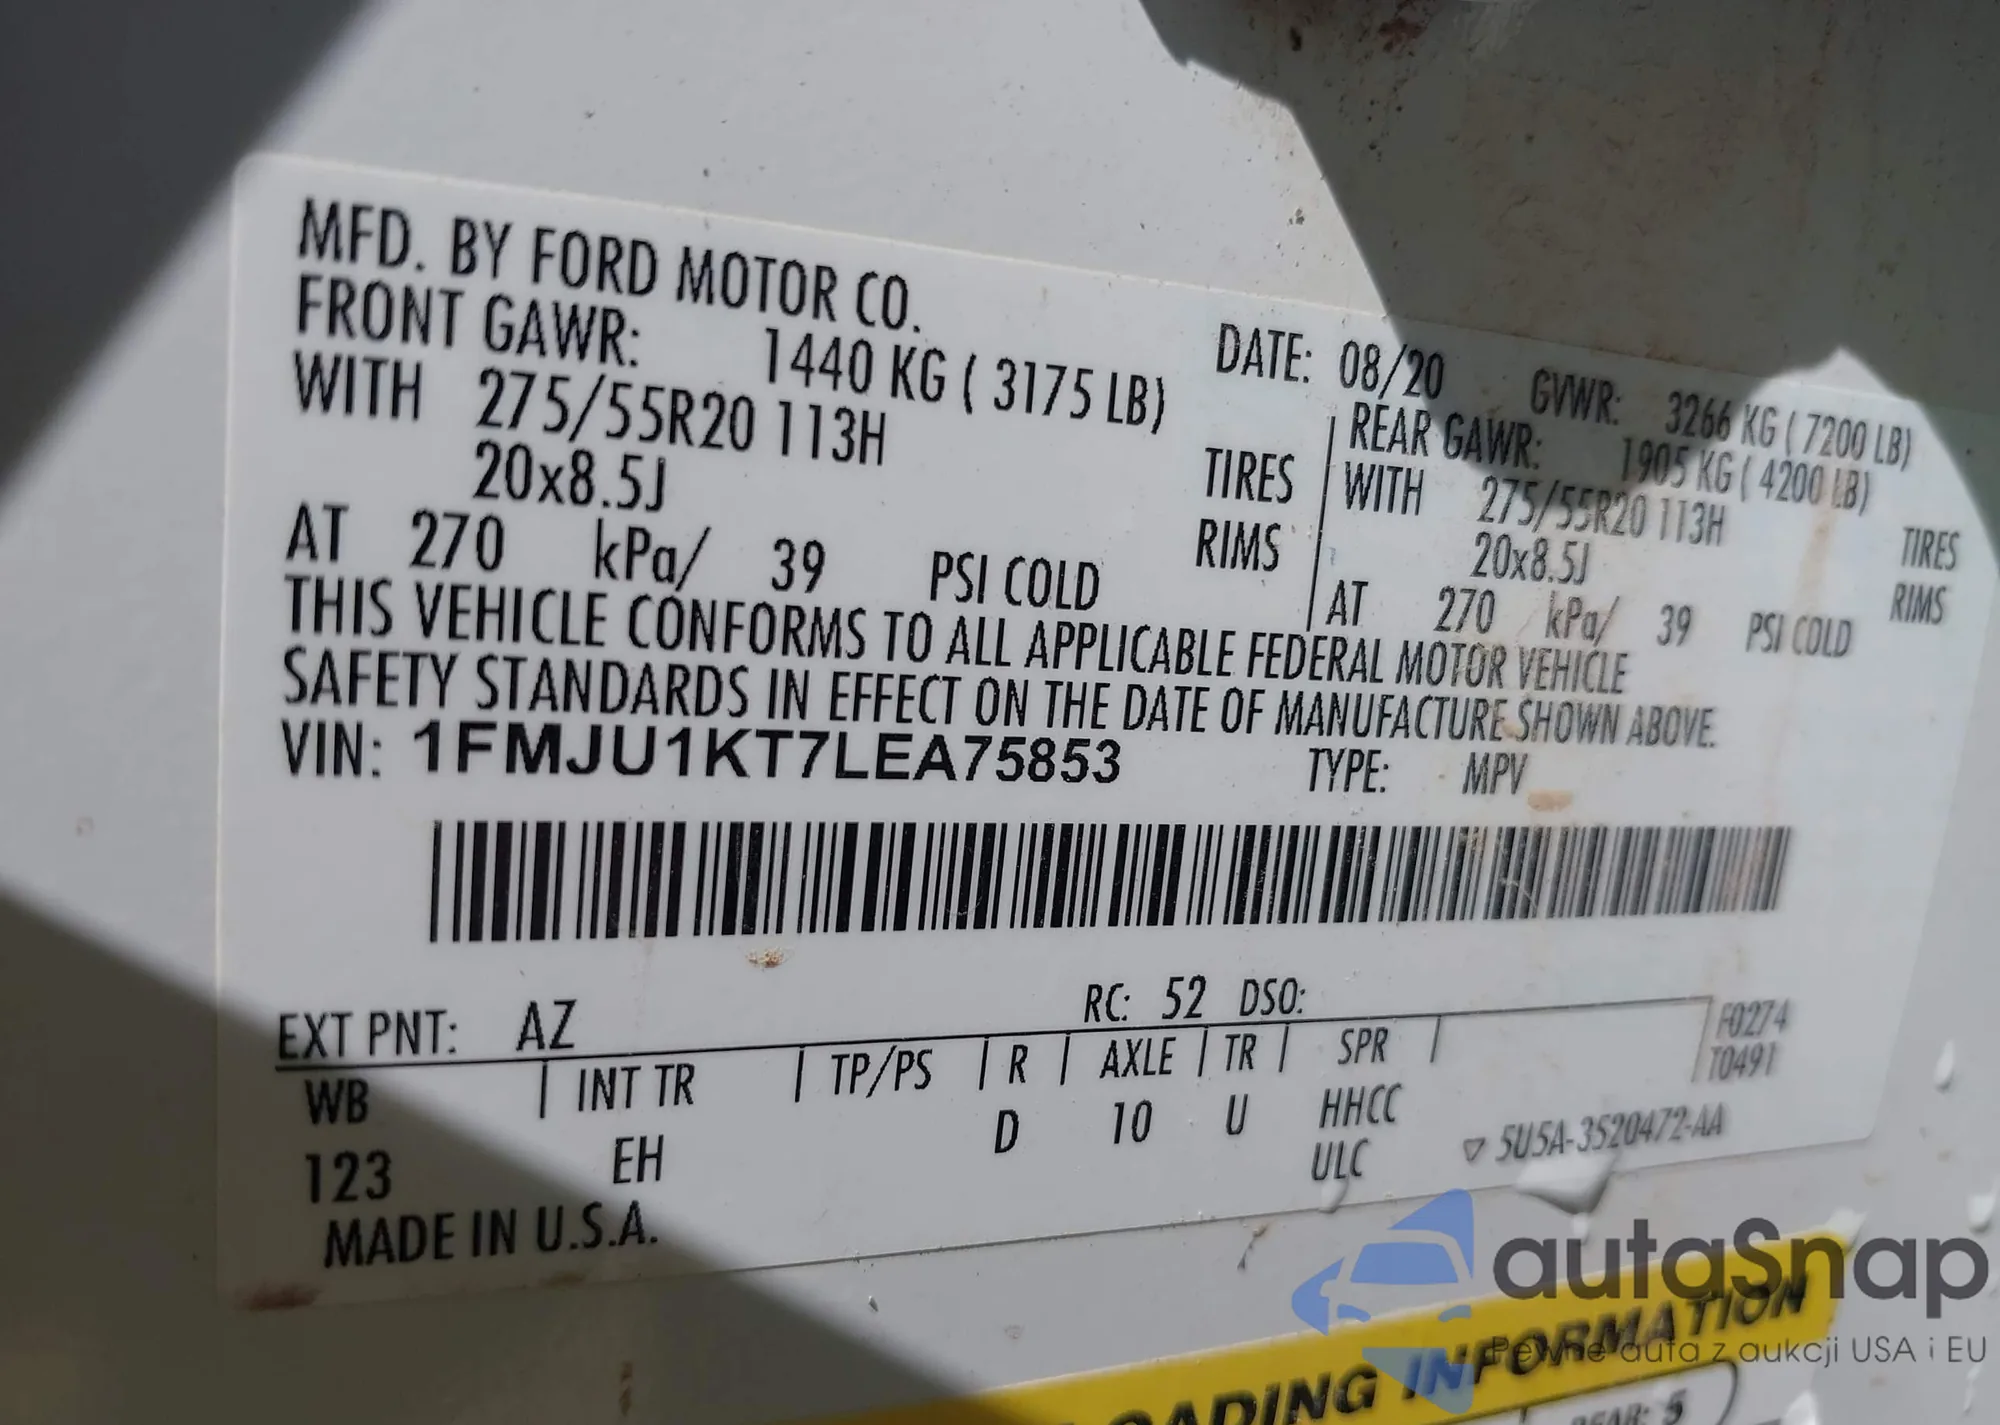 MFD. BY FORD MOTOR CO.
DATE: 08/20 GVWR: 3266 KG ( 7200 LB)
FRONT GAWR: 1440 KG ( 3175 LB) REAR GAWR: 1905 KG ( 4200 LB)
WITH 275/55R20 113H TIRES WITH 275/55R20 113H TIRES
20x8.5J RIMS 20x8.5J RIMS
AT 270 kPa/ 39 PSI COLD AT 270 kPa/ 39 PSI COLD
THIS VEHICLE CONFORMS TO ALL APPLICABLE FEDERAL MOTOR VEHICLE
SAFETY STANDARDS IN EFFECT ON THE DATE OF MANUFACTURE SHOWN ABOVE.
VIN: 1FMJU1KT7LEA75853 TYPE: MPV
EXT PNT: AZ RC: 52 DSO:
WB INT TR TP/PS R AXLE TR SPR F0274
T0491
123 EH D 10 U HHCC
ULC 5U5A-3520472-AA
MADE IN U.S.A.
autaSnap
Pewne auta z aukcji USA i EU
LOADING INFORMATION
REAR: 5